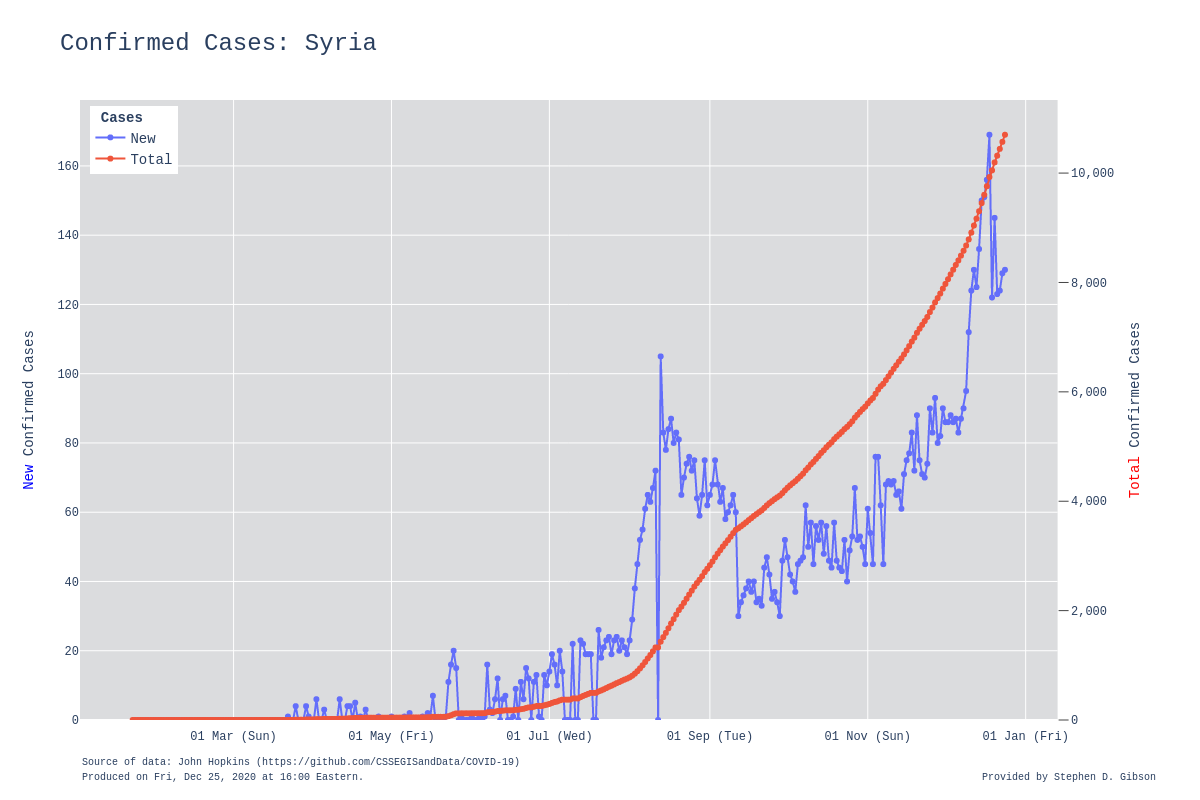 Confirmed Cases: Syria
Cases
New
Total
160
140
120
100
80
60
40
20
0
10,000
8,000
6,000
4,000
2,000
0
New Confirmed Cases
Total Confirmed Cases
01 Mar (Sun)
01 May (Fri)
01 Jul (Wed)
01 Sep (Tue)
01 Nov (Sun)
01 Jan (Fri)
Source of data: John Hopkins (https://github.com/CSSEGISandData/COVID-19)
Produced on Fri, Dec 25, 2020 at 16:00 Eastern.
Provided by Stephen D. Gibson